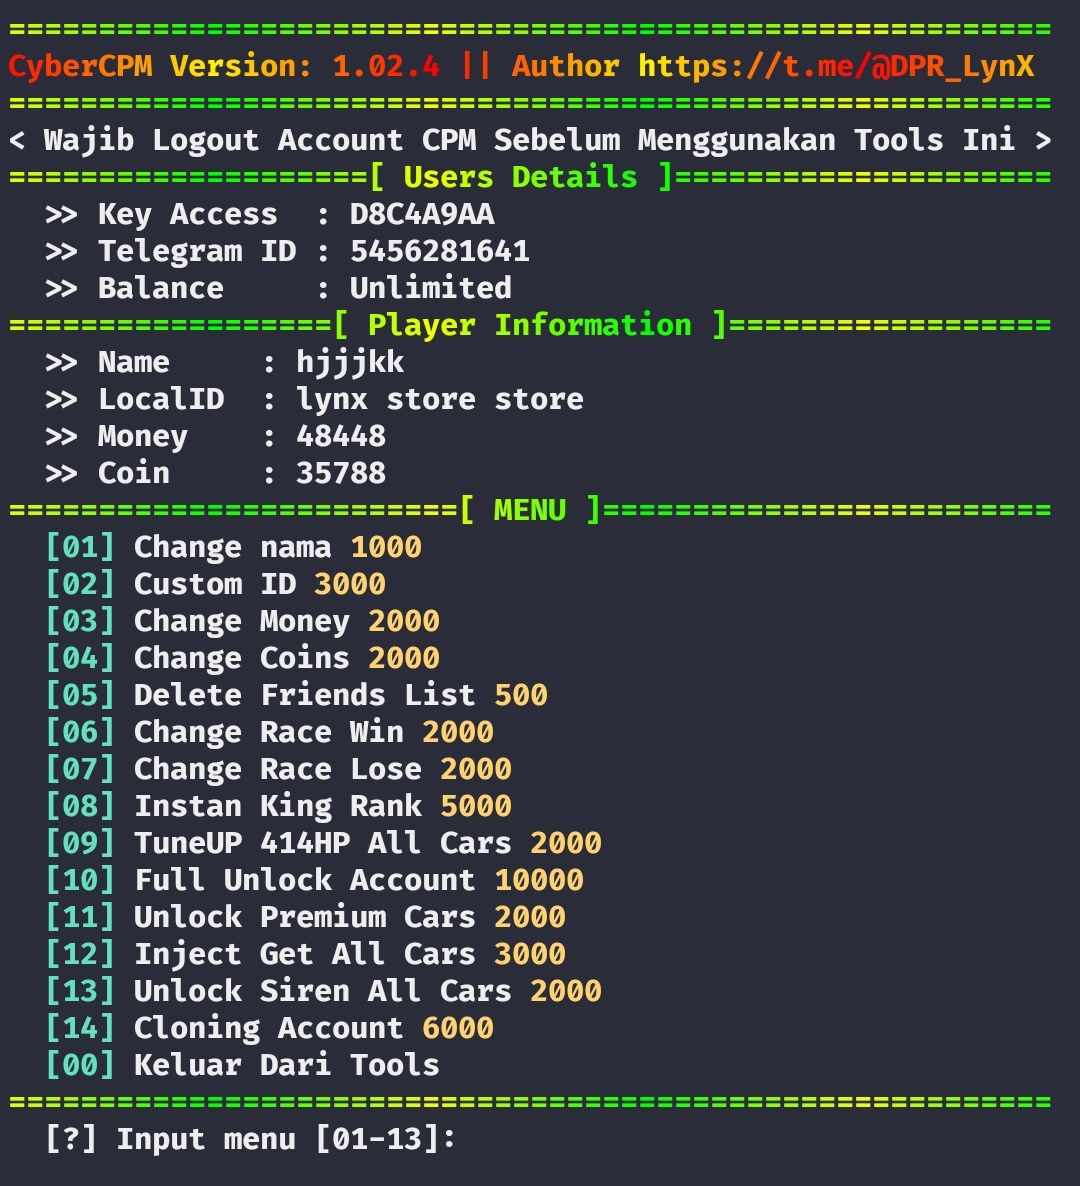 ==========================================================
CyberCPM Version: 1.02.4 || Author https://t.me/@DPR_LynX
==========================================================
< Wajib Logout Account CPM Sebelum Menggunakan Tools Ini >
====================[ Users Details ]=====================
>> Key Access : D8C4A9AA
>> Telegram ID : 5456281641
>> Balance : Unlimited
==================[ Player Information ]==================
>> Name : hjjjkk
>> LocalID : lynx store store
>> Money : 48448
>> Coin : 35788
=========================[ MENU ]=========================
[01] Change nama 1000
[02] Custom ID 3000
[03] Change Money 2000
[04] Change Coins 2000
[05] Delete Friends List 500
[06] Change Race Win 2000
[07] Change Race Lose 2000
[08] Instan King Rank 5000
[09] TuneUP 414HP All Cars 2000
[10] Full Unlock Account 10000
[11] Unlock Premium Cars 2000
[12] Inject Get All Cars 3000
[13] Unlock Siren All Cars 2000
[14] Cloning Account 6000
[00] Keluar Dari Tools
==========================================================
[?] Input menu [01-13]: